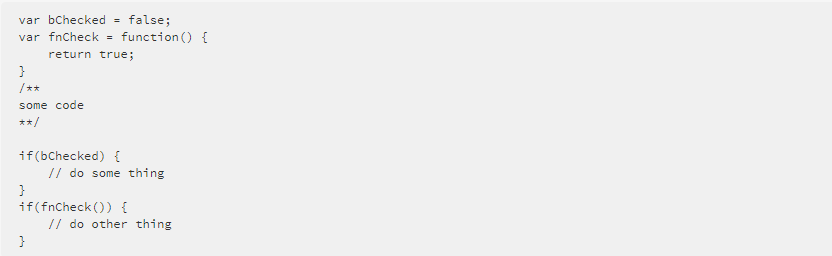 var bChecked = false;
var fnCheck = function() {
    return true;
}
/**
some code
**/

if(bChecked) {
    // do some thing
}
if(fnCheck()) {
    // do other thing
}